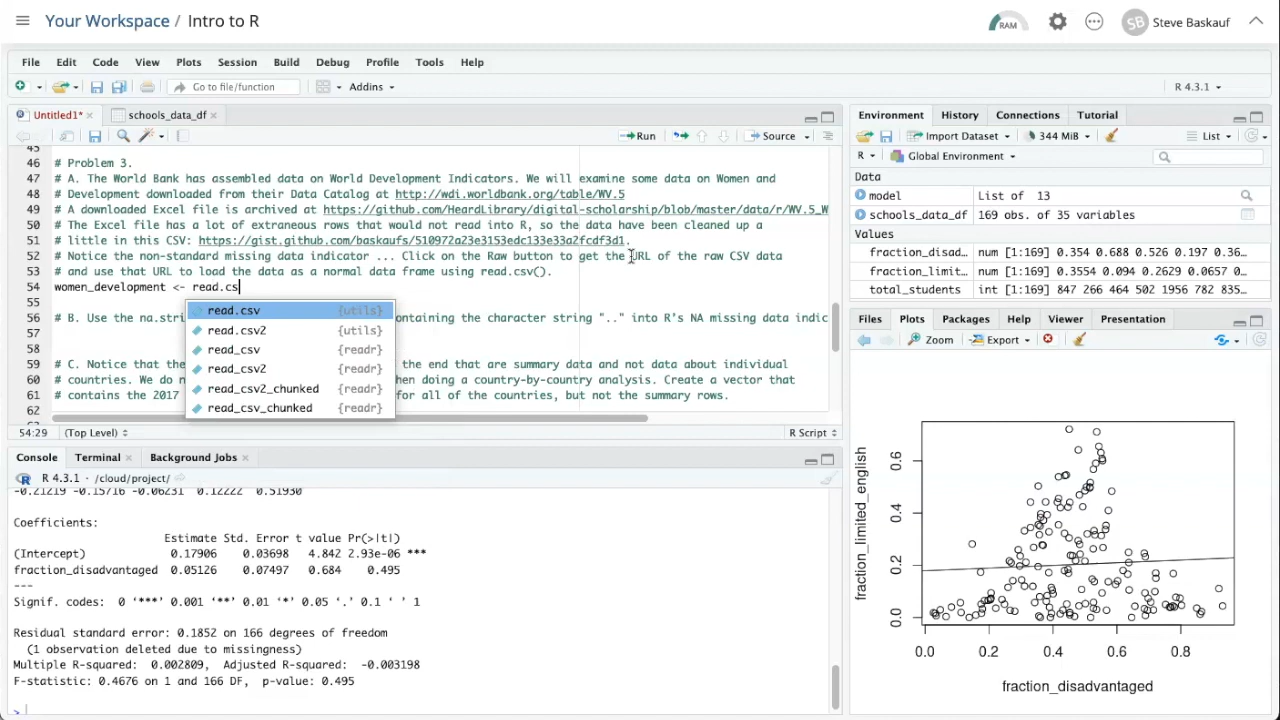 Your Workspace / Intro to R
RAM
SB Steve Baskauf
File Edit Code View Plots Session Build Debug Profile Tools Help
Go to file/function Addins R 4.3.1
Untitled1* schools_data_df
Run Source
45
46 # Problem 3.
47 # A. The World Bank has assembled data on World Development Indicators. We will examine some data on Women and
48 # Development downloaded from their Data Catalog at http://wdi.worldbank.org/table/WV.5
49 # A downloaded Excel file is archived at https://github.com/HeardLibrary/digital-scholarship/blob/master/data/r/WV.5_W
50 # The Excel file has a lot of extraneous rows that would not read into R, so the data have been cleaned up a
51 # little in this CSV: https://gist.github.com/baskaufs/510972a23e3153edc133e33a2fcdf3d1.
52 # Notice the non-standard missing data indicator ... Click on the Raw button to get the URL of the raw CSV data
53 # and use that URL to load the data as a normal data frame using read.csv().
54 women_development <- read.cs
55
56 # B. Use the na.stri ontaining the character string ".." into R's NA missing data indic
57
58
59 # C. Notice that the the end that are summary data and not data about individual
60 # countries. We do n hen doing a country-by-country analysis. Create a vector that
61 # contains the 2017 for all of the countries, but not the summary rows.
62
read.csv {utils}
read.csv2 {utils}
read_csv {readr}
read_csv2 {readr}
read_csv2_chunked {readr}
read_csv_chunked {readr}
54:29 (Top Level) R Script
Console Terminal Background Jobs
R 4.3.1 · /cloud/project/
-0.21219 -0.15716 -0.06231 0.12222 0.51930
Coefficients:
Estimate Std. Error t value Pr(>|t|)
(Intercept) 0.17906 0.03698 4.842 2.93e-06 ***
fraction_disadvantaged 0.05126 0.07497 0.684 0.495
---
Signif. codes: 0 ‘***’ 0.001 ‘**’ 0.01 ‘*’ 0.05 ‘.’ 0.1 ‘ ’ 1
Residual standard error: 0.1852 on 166 degrees of freedom
(1 observation deleted due to missingness)
Multiple R-squared: 0.002809, Adjusted R-squared: -0.003198
F-statistic: 0.4676 on 1 and 166 DF, p-value: 0.495
>
Environment History Connections Tutorial
Import Dataset 344 MiB List
R Global Environment
Data
model List of 13
schools_data_df 169 obs. of 35 variables
Values
fraction_disad… num [1:169] 0.354 0.688 0.526 0.197 0.36…
fraction_limit… num [1:169] 0.3554 0.094 0.2629 0.0657 0…
total_students int [1:169] 847 266 464 502 1956 782 835…
Files Plots Packages Help Viewer Presentation
Zoom Export
fraction_limited_english
0.6
0.4
0.2
0.0
0.0 0.2 0.4 0.6 0.8
fraction_disadvantaged